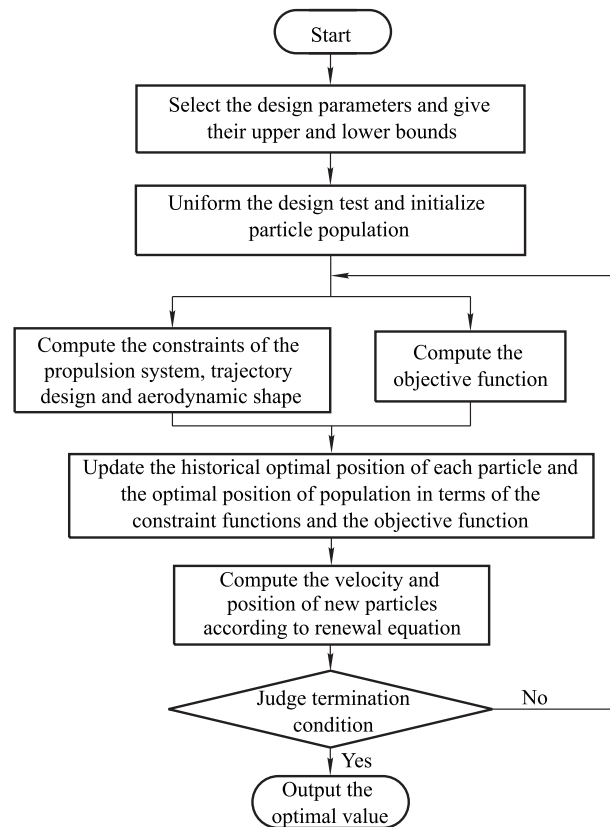 Start
Select the design parameters and give
their upper and lower bounds
Uniform the design test and initialize
particle population
Compute the constraints of the
propulsion system, trajectory
design and aerodynamic shape
Compute the
objective function
Update the historical optimal position of each particle and
the optimal position of population in terms of the
constraint functions and the objective function
Compute the velocity and
position of new particles
according to renewal equation
Judge termination
condition
No
Yes
Output the
optimal value